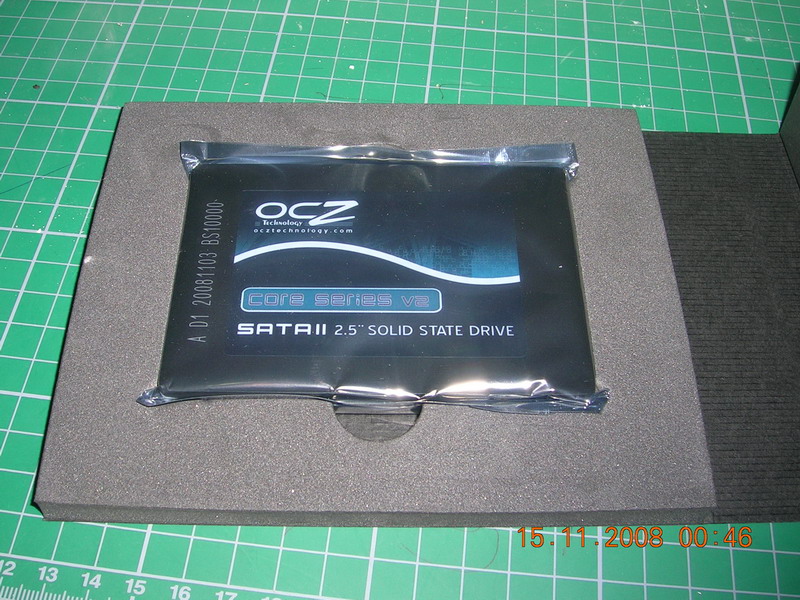 OCZ
Technology
ocztechnology.com
core series v2
SATAII 2.5" SOLID STATE DRIVE
A D1 20081103 BS10000
15.11.2008 00:46
12 13 14 15 16 17